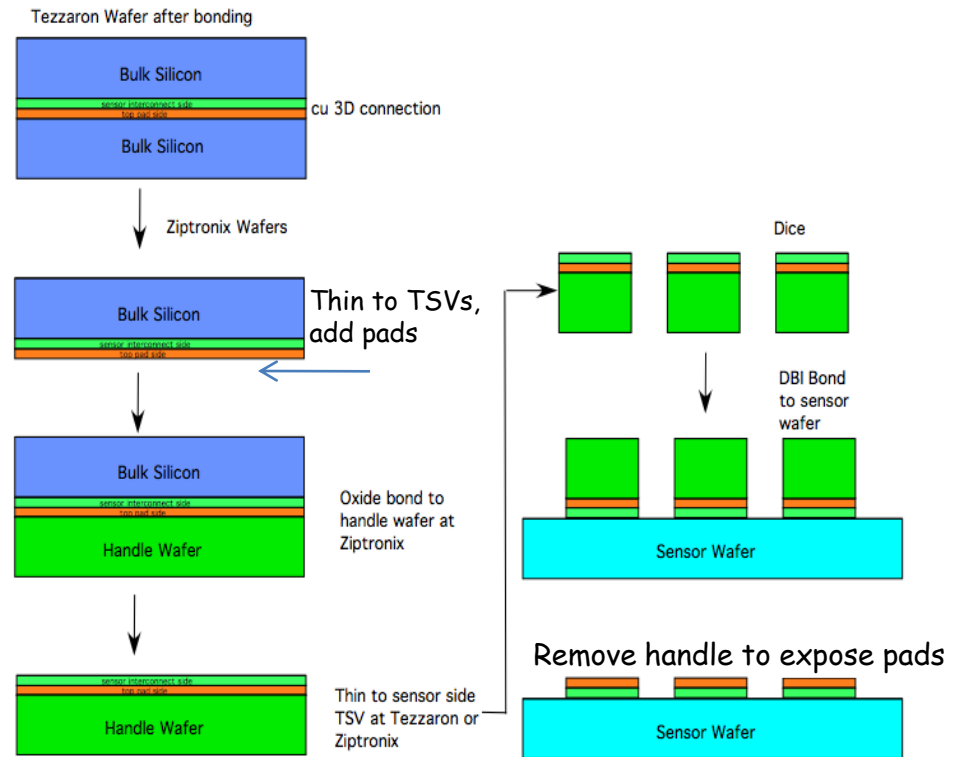 Tezzaron Wafer after bonding
Bulk Silicon
sensor interconnect side
top pad side
cu 3D connection
Bulk Silicon
Ziptronix Wafers
Bulk Silicon
sensor interconnect side
top pad side
Thin to TSVs,
add pads
Bulk Silicon
sensor interconnect side
top pad side
Handle Wafer
Oxide bond to
handle wafer at
Ziptronix
sensor interconnect side
top pad side
Handle Wafer
Thin to sensor side
TSV at Tezzaron or
Ziptronix
Dice
DBI Bond
to sensor
wafer
Sensor Wafer
Remove handle to expose pads
Sensor Wafer